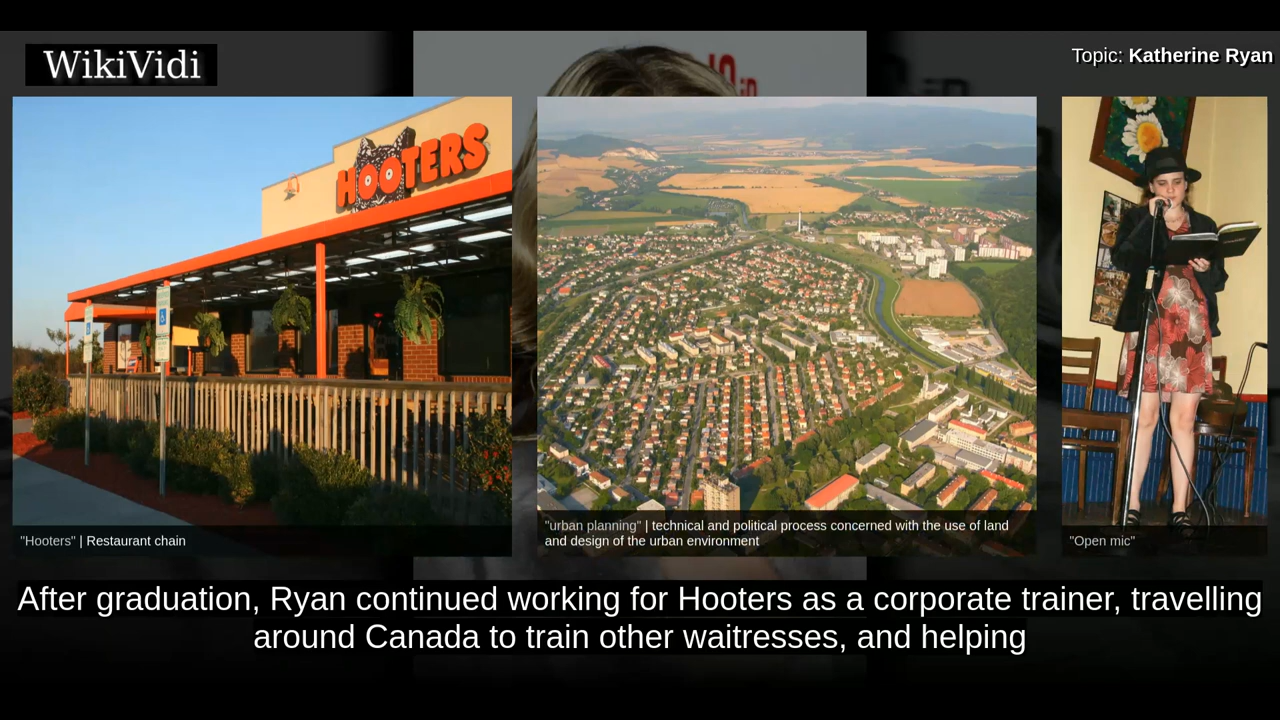 WikiVidi
Topic: Katherine Ryan
HOOTERS
"Hooters" | Restaurant chain
"urban planning" | technical and political process concerned with the use of land
and design of the urban environment
"Open mic"
After graduation, Ryan continued working for Hooters as a corporate trainer, travelling
around Canada to train other waitresses, and helping